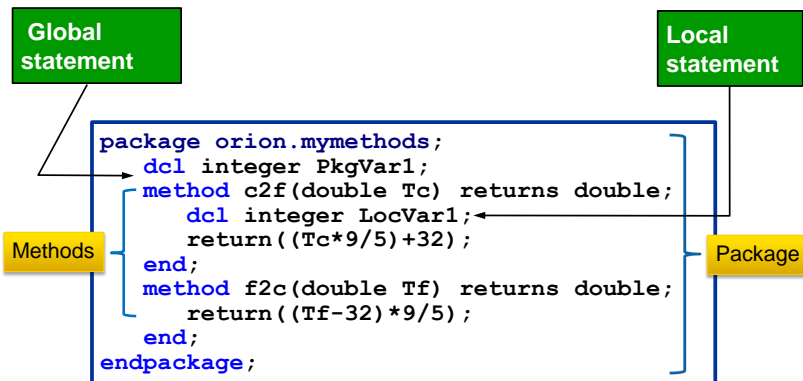 Global
statement
Local
statement
package orion.mymethods;
dcl integer PkgVar1;
method c2f(double Tc) returns double;
dcl integer LocVar1;
return((Tc*9/5)+32);
end;
method f2c(double Tf) returns double;
return((Tf-32)*9/5);
end;
endpackage;
Methods
Package